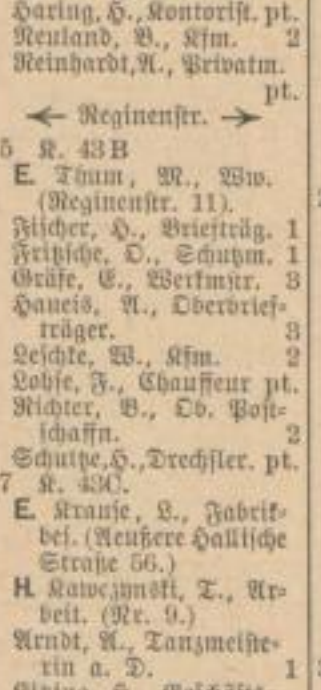 Haring, H., Kontorist. pt.
Neuland, B., Kfm. 2
Reinhardt, A., Privatm.
pt.
← Reginenstr. →
5 K. 43B
E. Thum, M., Ww.
(Reginenstr. 11).
Fischer, H., Briefträg. 1
Fritzsche, O., Schutzm. 1
Gräfe, E., Werkmstr. 3
Haneis, A., Oberbrief-
träger. 3
Leschke, W., Kfm. 2
Lohse, F., Chauffeur pt.
Richter, B., Ob. Post-
schaffn. 2
Schultze, H., Drechsler. pt.
7 K. 43C.
E. Krause, L., Fabrik-
bes. (Aeußere Hallische
Straße 56.)
H. Kawczynski, T., Ar-
beit. (Nr. 9.)
Arndt, A., Tanzmeiste-
rin a. D. 1